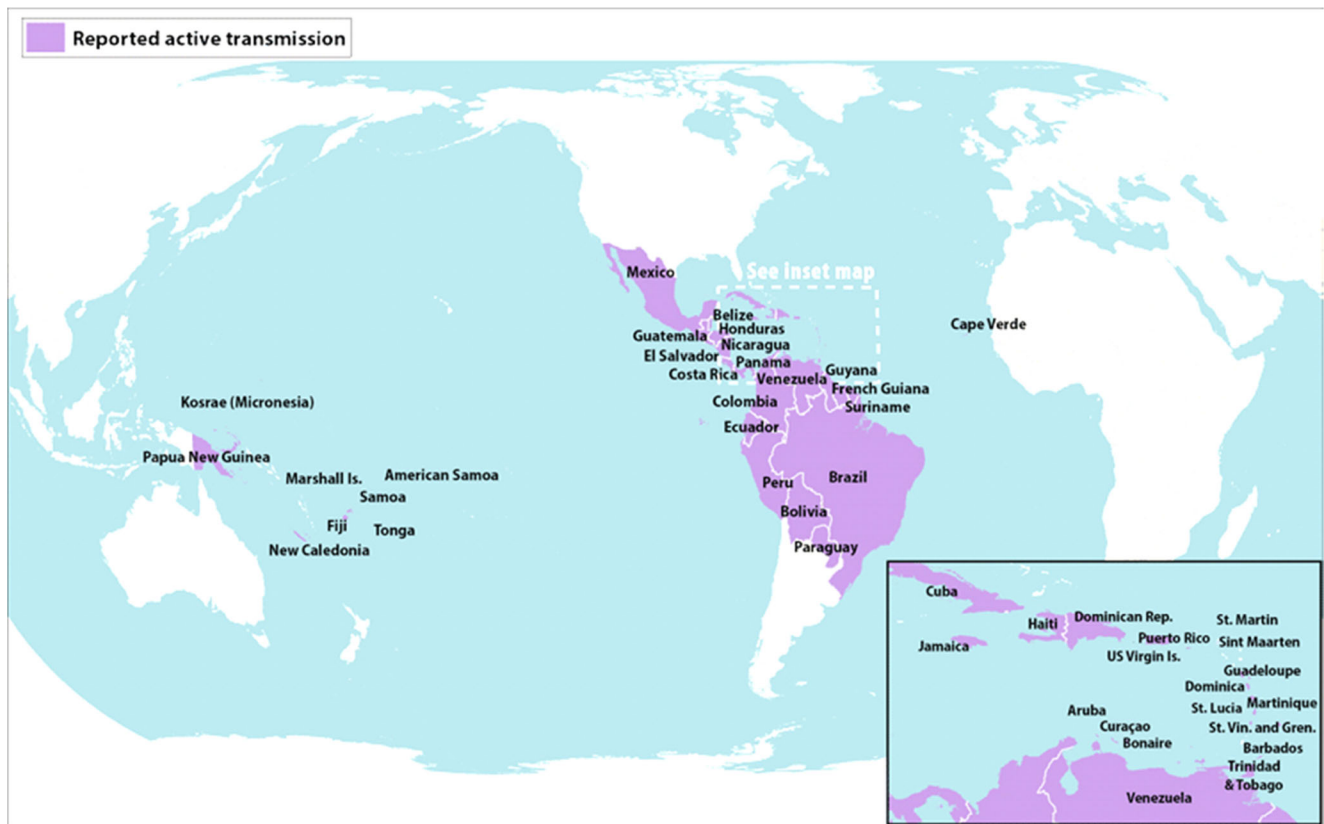 Reported active transmission
See inset map
Mexico
Belize
Guatemala
Honduras
Nicaragua
El Salvador
Panama
Costa Rica
Venezuela
Guyana
French Guiana
Suriname
Colombia
Ecuador
Peru
Brazil
Bolivia
Paraguay
Cape Verde
Kosrae (Micronesia)
Papua New Guinea
Marshall Is.
American Samoa
Samoa
Fiji
Tonga
New Caledonia
Cuba
Haiti
Dominican Rep.
St. Martin
Jamaica
Puerto Rico
Sint Maarten
US Virgin Is.
Guadeloupe
Dominica
Martinique
St. Lucia
Aruba
Curaçao
St. Vin. and Gren.
Bonaire
Barbados
Trinidad
& Tobago
Venezuela